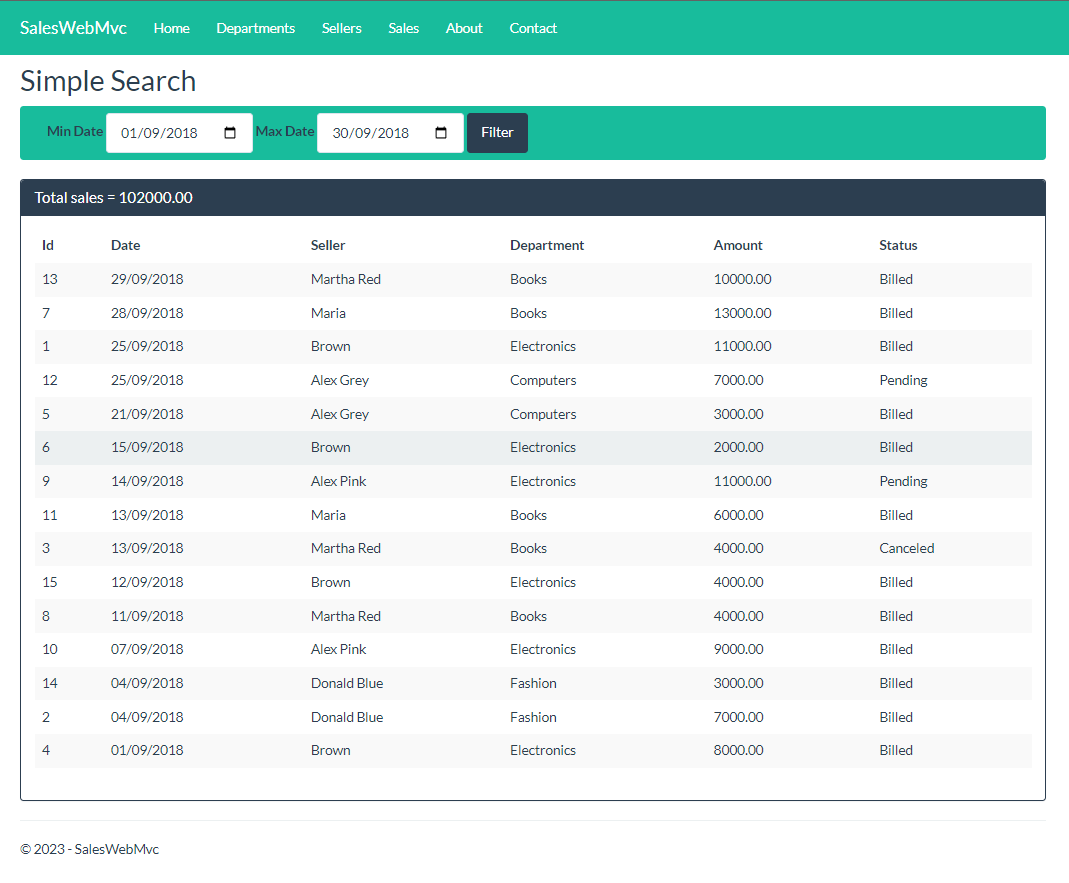 SalesWebMvc Home Departments Sellers Sales About Contact
Simple Search
Min Date 01/09/2018 Max Date 30/09/2018 Filter
Total sales = 102000.00
Id Date Seller Department Amount Status
13 29/09/2018 Martha Red Books 10000.00 Billed
7 28/09/2018 Maria Books 13000.00 Billed
1 25/09/2018 Brown Electronics 11000.00 Billed
12 25/09/2018 Alex Grey Computers 7000.00 Pending
5 21/09/2018 Alex Grey Computers 3000.00 Billed
6 15/09/2018 Brown Electronics 2000.00 Billed
9 14/09/2018 Alex Pink Electronics 11000.00 Pending
11 13/09/2018 Maria Books 6000.00 Billed
3 13/09/2018 Martha Red Books 4000.00 Canceled
15 12/09/2018 Brown Electronics 4000.00 Billed
8 11/09/2018 Martha Red Books 4000.00 Billed
10 07/09/2018 Alex Pink Electronics 9000.00 Billed
14 04/09/2018 Donald Blue Fashion 3000.00 Billed
2 04/09/2018 Donald Blue Fashion 7000.00 Billed
4 01/09/2018 Brown Electronics 8000.00 Billed
© 2023 - SalesWebMvc